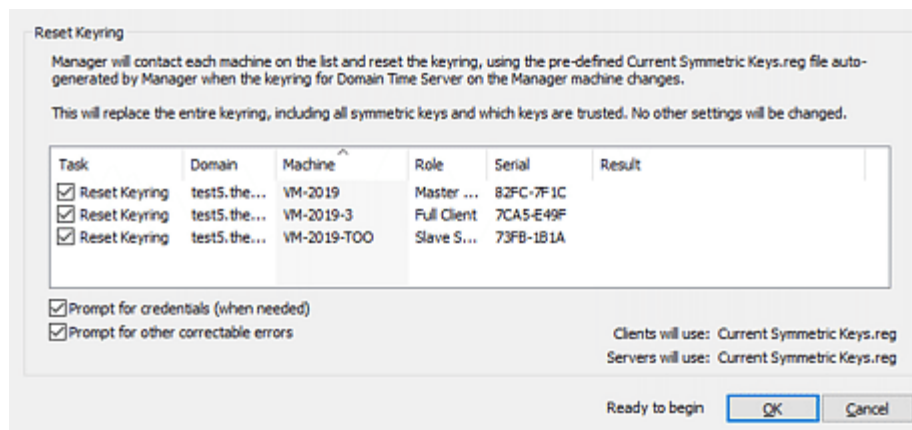 Reset Keyring
Manager will contact each machine on the list and reset the keyring, using the pre-defined Current Symmetric Keys.reg file auto-
generated by Manager when the keyring for Domain Time Server on the Manager machine changes.
This will replace the entire keyring, including all symmetric keys and which keys are trusted. No other settings will be changed.
Task Domain Machine Role Serial Result
Reset Keyring test5.the... VM-2019 Master ... 82FC-7F1C
Reset Keyring test5.the... VM-2019-3 Full Client 7CA5-E49F
Reset Keyring test5.the... VM-2019-TOO Slave S... 73FB-1B1A
Prompt for credentials (when needed)
Prompt for other correctable errors
Clients will use: Current Symmetric Keys.reg
Servers will use: Current Symmetric Keys.reg
Ready to begin OK Cancel